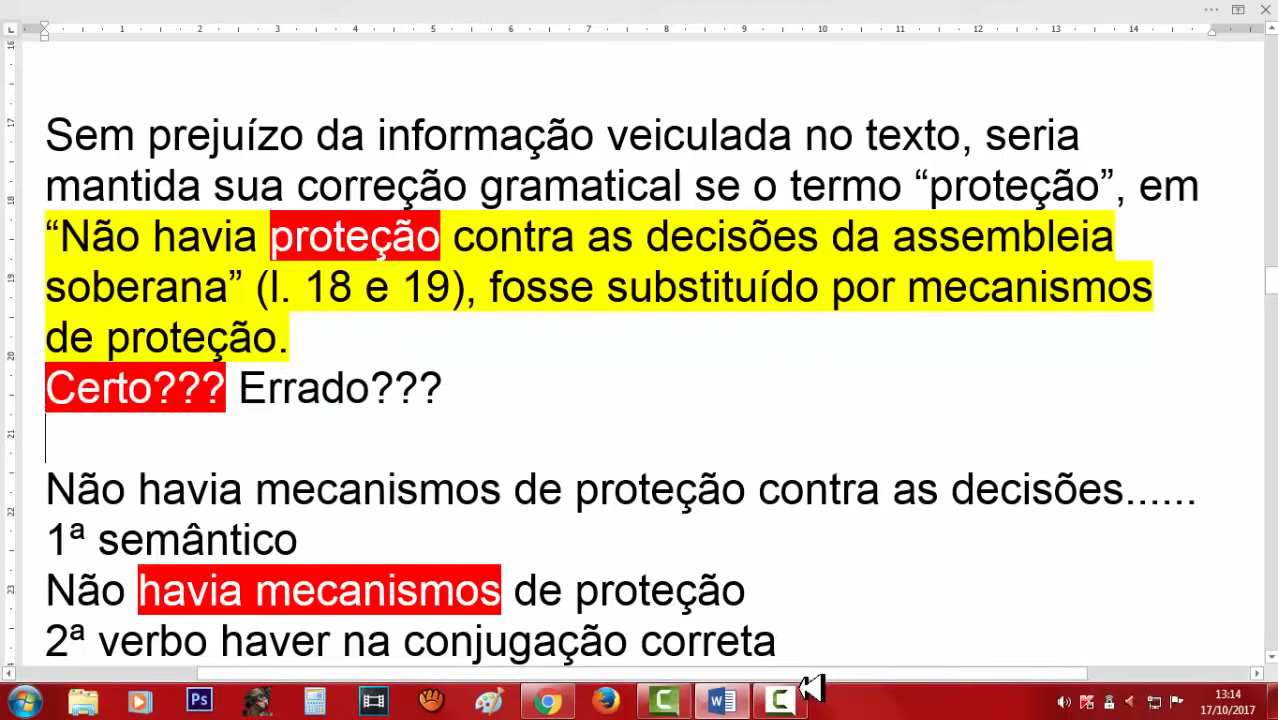 Sem prejuízo da informação veiculada no texto, seria
mantida sua correção gramatical se o termo “proteção”, em
“Não havia proteção contra as decisões da assembleia
soberana” (l. 18 e 19), fosse substituído por mecanismos
de proteção.
Certo??? Errado???
Não havia mecanismos de proteção contra as decisões......
1ª semântico
Não havia mecanismos de proteção
2ª verbo haver na conjugação correta
13:14
17/10/2017